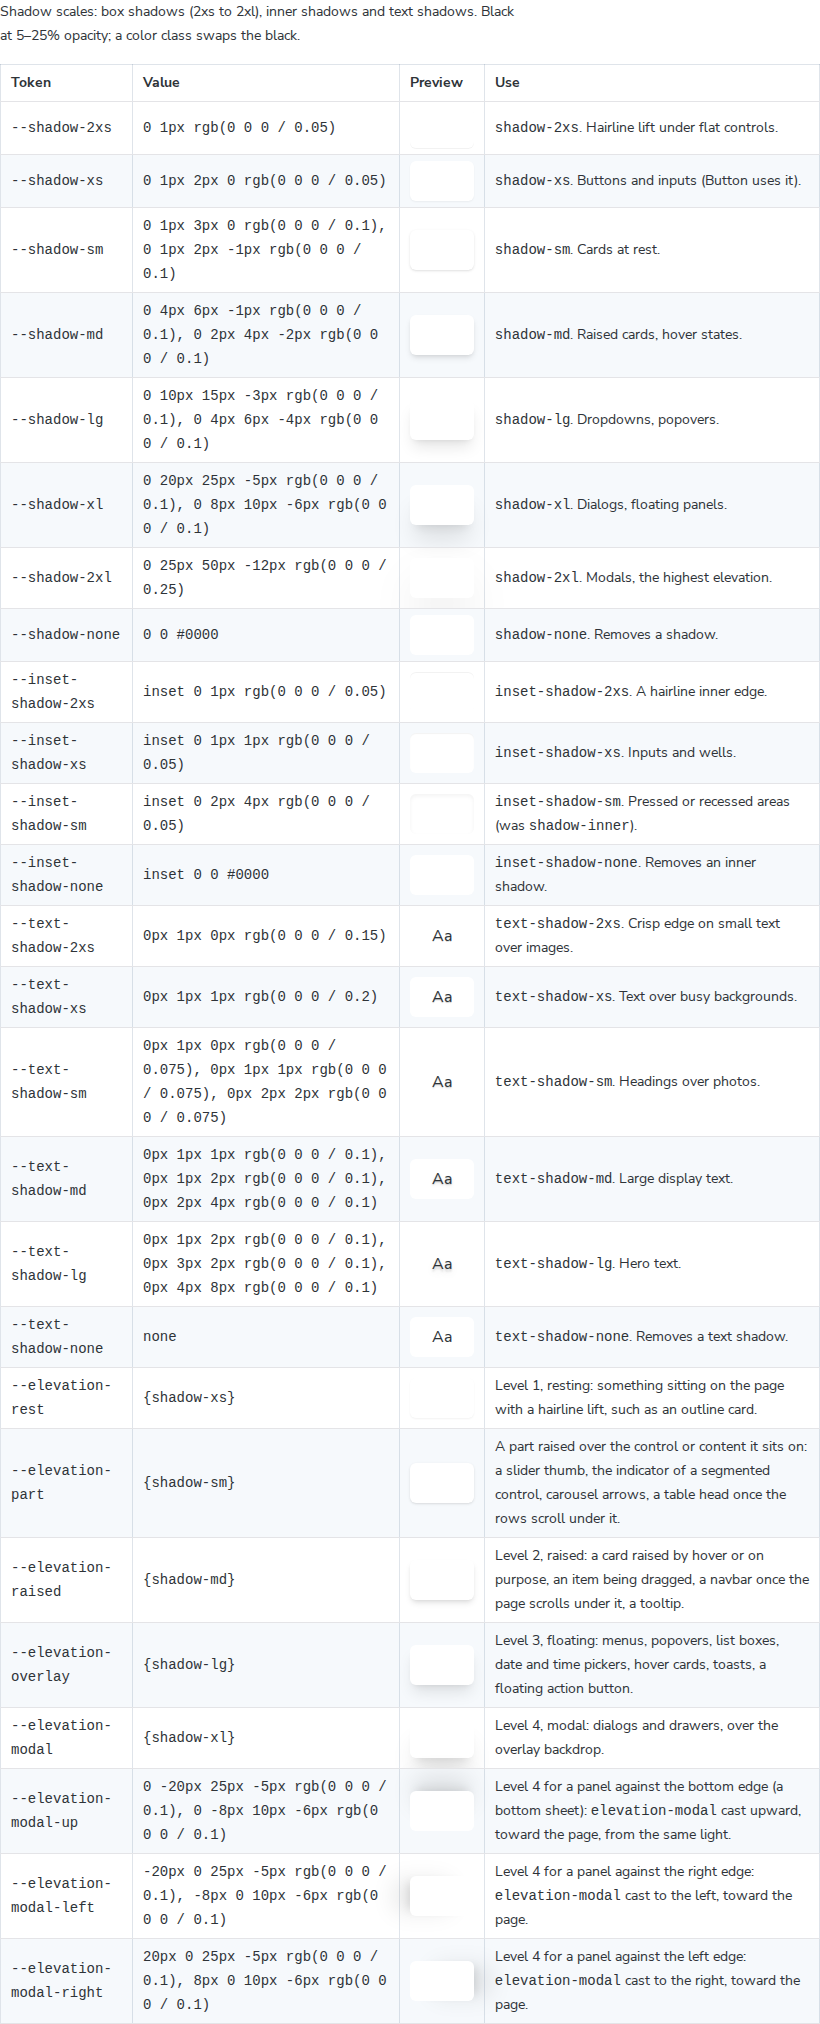 Shadow scales: box shadows (2xs to 2xl), inner shadows and text shadows. Black
at 5–25% opacity; a color class swaps the black.
Token Value Preview Use
--shadow-2xs 0 1px rgb(0 0 0 / 0.05) shadow-2xs. Hairline lift under flat controls.
--shadow-xs 0 1px 2px 0 rgb(0 0 0 / 0.05) shadow-xs. Buttons and inputs (Button uses it).
--shadow-sm
0 1px 3px 0 rgb(0 0 0 / 0.1),
0 1px 2px -1px rgb(0 0 0 /
0.1)
shadow-sm. Cards at rest.
--shadow-md
0 4px 6px -1px rgb(0 0 0 /
0.1), 0 2px 4px -2px rgb(0 0
0 / 0.1)
shadow-md. Raised cards, hover states.
--shadow-lg
0 10px 15px -3px rgb(0 0 0 /
0.1), 0 4px 6px -4px rgb(0 0
0 / 0.1)
shadow-lg. Dropdowns, popovers.
--shadow-xl
0 20px 25px -5px rgb(0 0 0 /
0.1), 0 8px 10px -6px rgb(0 0
0 / 0.1)
shadow-xl. Dialogs, floating panels.
--shadow-2xl
0 25px 50px -12px rgb(0 0 0 /
0.25)
shadow-2xl. Modals, the highest elevation.
--shadow-none 0 0 #0000 shadow-none. Removes a shadow.
--inset-
shadow-2xs
inset 0 1px rgb(0 0 0 / 0.05)
inset-shadow-2xs. A hairline inner edge.
--inset-
shadow-xs
inset 0 1px 1px rgb(0 0 0 /
0.05)
inset-shadow-xs. Inputs and wells.
--inset-
shadow-sm
inset 0 2px 4px rgb(0 0 0 /
0.05)
inset-shadow-sm. Pressed or recessed areas
(was shadow-inner).
--inset-
shadow-none
inset 0 0 #0000
inset-shadow-none. Removes an inner
shadow.
--text-
shadow-2xs
0px 1px 0px rgb(0 0 0 / 0.15)
Aa
text-shadow-2xs. Crisp edge on small text
over images.
--text-
shadow-xs
0px 1px 1px rgb(0 0 0 / 0.2)
Aa
text-shadow-xs. Text over busy backgrounds.
--text-
shadow-sm
0px 1px 0px rgb(0 0 0 /
0.075), 0px 1px 1px rgb(0 0 0
/ 0.075), 0px 2px 2px rgb(0 0
0 / 0.075)
Aa
text-shadow-sm. Headings over photos.
--text-
shadow-md
0px 1px 1px rgb(0 0 0 / 0.1),
0px 1px 2px rgb(0 0 0 / 0.1),
0px 2px 4px rgb(0 0 0 / 0.1)
Aa
text-shadow-md. Large display text.
--text-
shadow-lg
0px 1px 2px rgb(0 0 0 / 0.1),
0px 3px 2px rgb(0 0 0 / 0.1),
0px 4px 8px rgb(0 0 0 / 0.1)
Aa
text-shadow-lg. Hero text.
--text-
shadow-none
none
Aa
text-shadow-none. Removes a text shadow.
--elevation-
rest
{shadow-xs}
Level 1, resting: something sitting on the page
with a hairline lift, such as an outline card.
--elevation-
part
{shadow-sm}
A part raised over the control or content it sits on:
a slider thumb, the indicator of a segmented
control, carousel arrows, a table head once the
rows scroll under it.
--elevation-
raised
{shadow-md}
Level 2, raised: a card raised by hover or on
purpose, an item being dragged, a navbar once the
page scrolls under it, a tooltip.
--elevation-
overlay
{shadow-lg}
Level 3, floating: menus, popovers, list boxes,
date and time pickers, hover cards, toasts, a
floating action button.
--elevation-
modal
{shadow-xl}
Level 4, modal: dialogs and drawers, over the
overlay backdrop.
--elevation-
modal-up
0 -20px 25px -5px rgb(0 0 0 /
0.1), 0 -8px 10px -6px rgb(0
0 0 / 0.1)
Level 4 for a panel against the bottom edge (a
bottom sheet): elevation-modal cast upward,
toward the page, from the same light.
--elevation-
modal-left
-20px 0 25px -5px rgb(0 0 0 /
0.1), -8px 0 10px -6px rgb(0
0 0 / 0.1)
Level 4 for a panel against the right edge:
elevation-modal cast to the left, toward the
page.
--elevation-
modal-right
20px 0 25px -5px rgb(0 0 0 /
0.1), 8px 0 10px -6px rgb(0 0
0 / 0.1)
Level 4 for a panel against the left edge:
elevation-modal cast to the right, toward the
page.